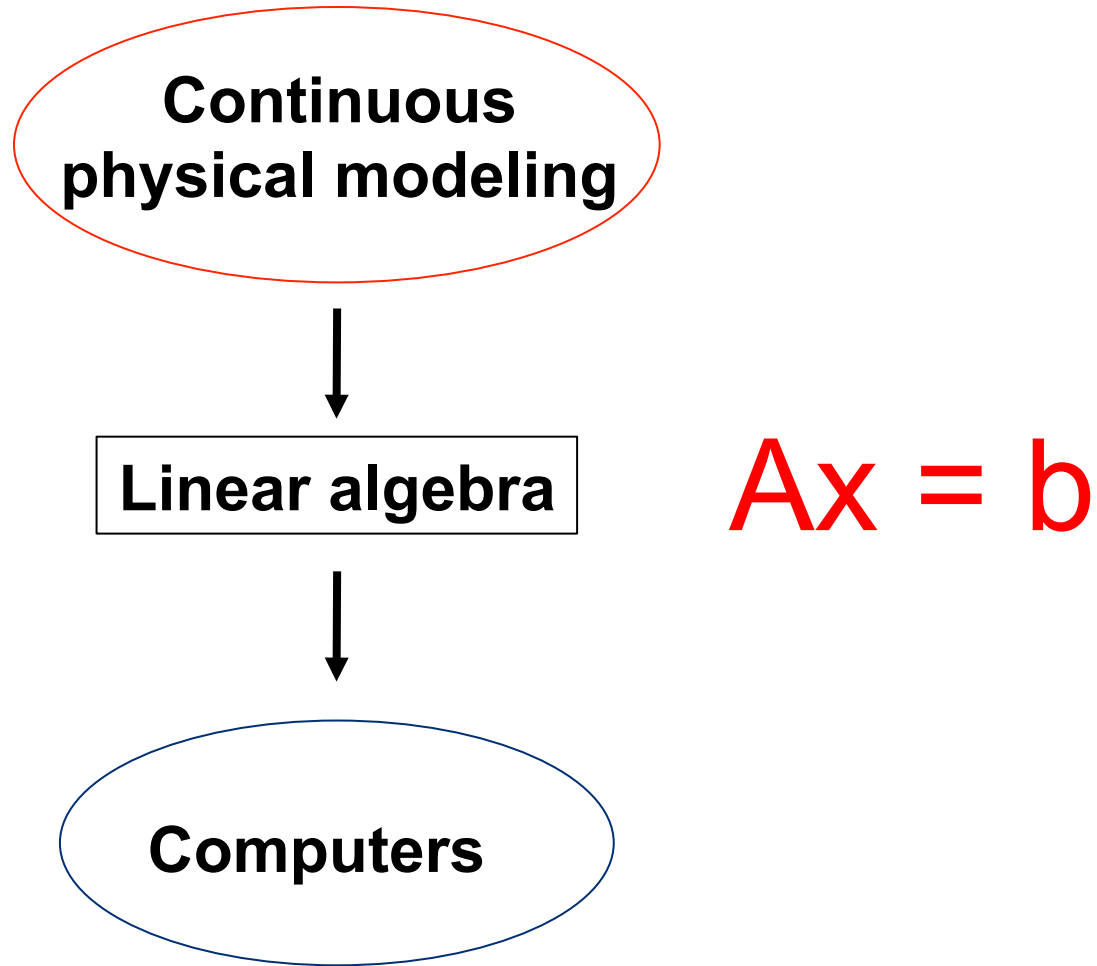 Continuous
physical modeling
Linear algebra
Ax = b
Computers